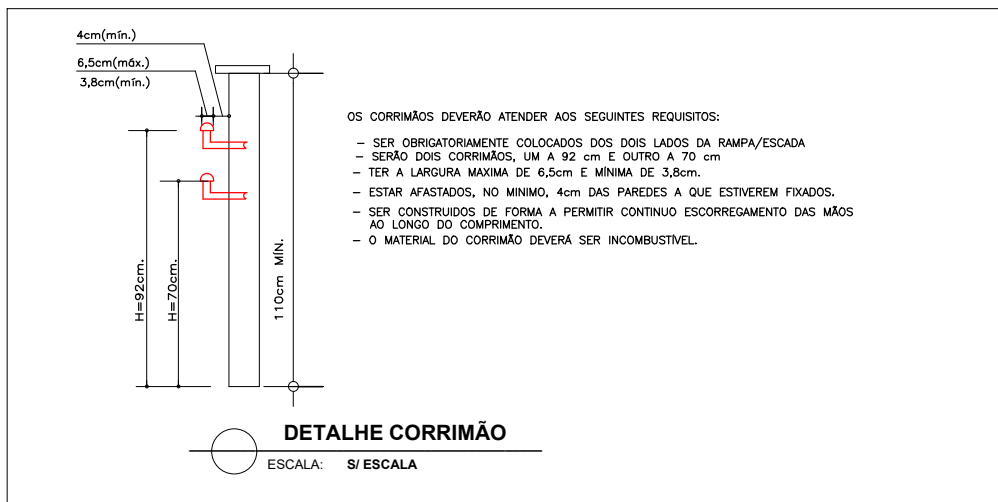 4cm(mín.)
6,5cm(máx.)
3,8cm(mín.)
H=92cm.
H=70cm.
110cm MÍN.
OS CORRIMÃOS DEVERÃO ATENDER AOS SEGUINTES REQUISITOS:
– SER OBRIGATORIAMENTE COLOCADOS DOS DOIS LADOS DA RAMPA/ESCADA
– SERÃO DOIS CORRIMÃOS, UM A 92 cm E OUTRO A 70 cm
– TER A LARGURA MAXIMA DE 6,5cm E MÍNIMA DE 3,8cm.
– ESTAR AFASTADOS, NO MINIMO, 4cm DAS PAREDES A QUE ESTIVEREM FIXADOS.
– SER CONSTRUIDOS DE FORMA A PERMITIR CONTINUO ESCORREGAMENTO DAS MÃOS
AO LONGO DO COMPRIMENTO.
– O MATERIAL DO CORRIMÃO DEVERÁ SER INCOMBUSTÍVEL.
DETALHE CORRIMÃO
ESCALA: S/ ESCALA